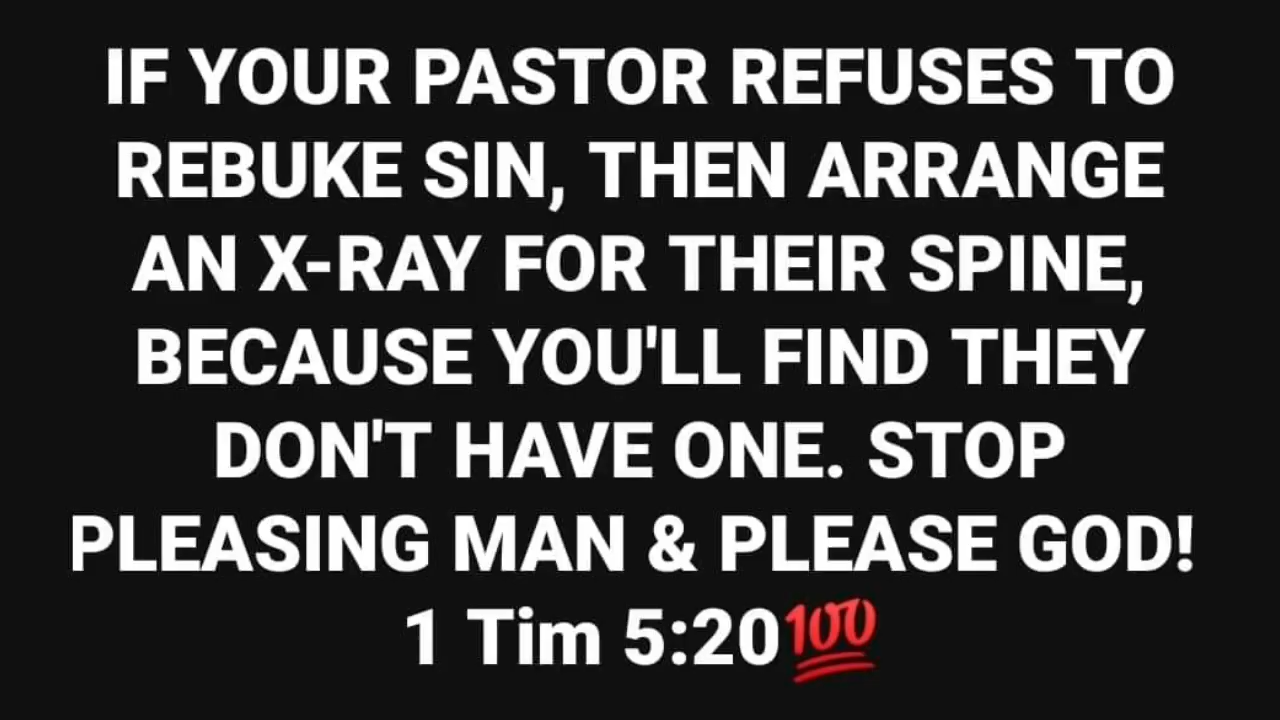 IF YOUR PASTOR REFUSES TO
REBUKE SIN, THEN ARRANGE
AN X-RAY FOR THEIR SPINE,
BECAUSE YOU'LL FIND THEY
DON'T HAVE ONE. STOP
PLEASING MAN & PLEASE GOD!
1 Tim 5:20💯